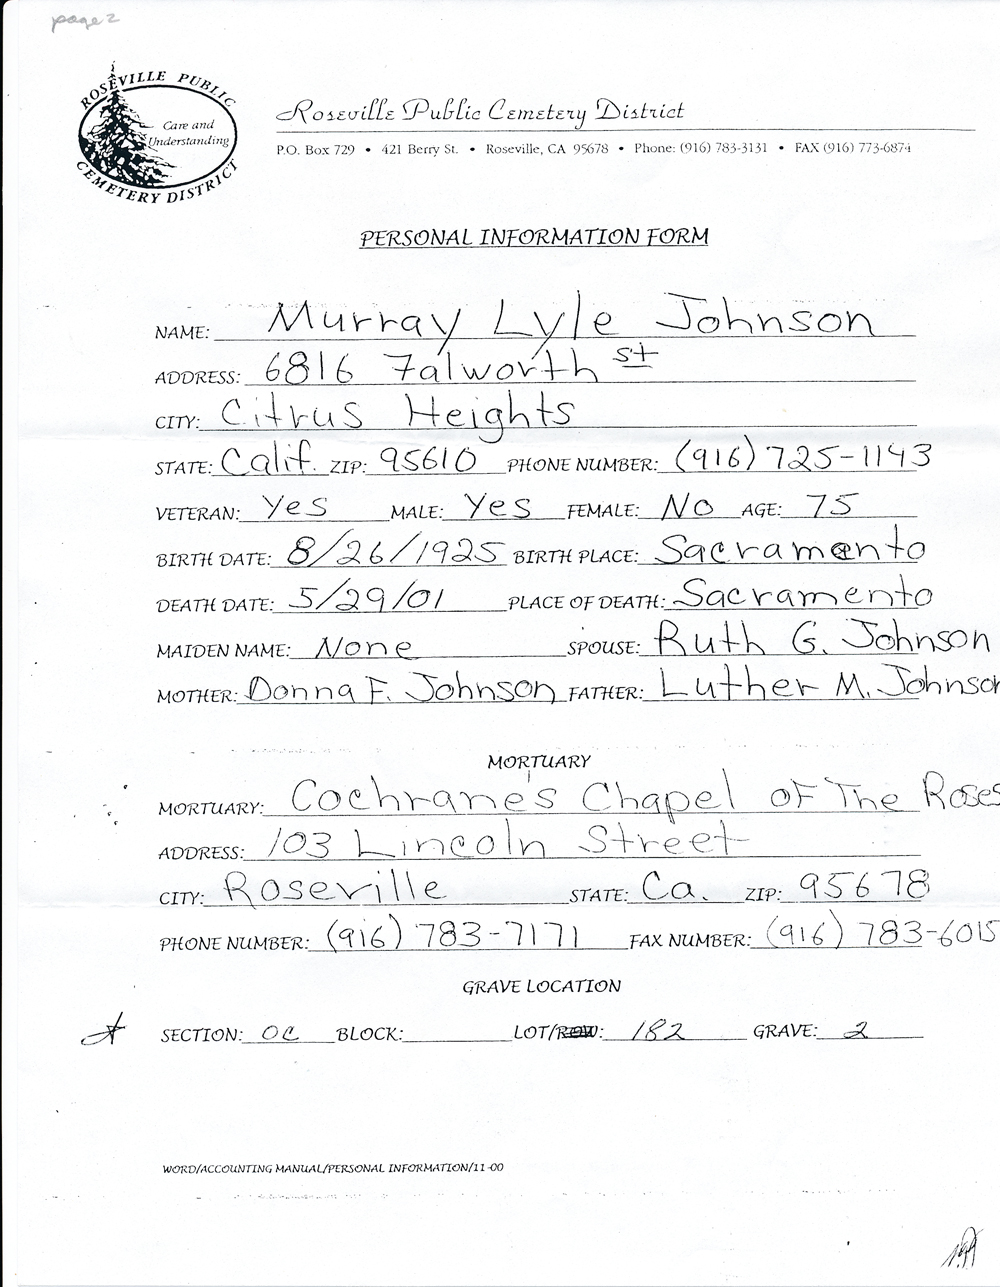 page 2
ROSEVILLE PUBLIC
Care and
Understanding
CEMETERY DISTRICT
Roseville Public Cemetery District
P.O. Box 729 • 421 Berry St. • Roseville, CA 95678 • Phone: (916) 783-3131 • FAX (916) 773-6874
PERSONAL INFORMATION FORM
NAME: Murray Lyle Johnson
ADDRESS: 6816 Falworth st
CITY: Citrus Heights
STATE: Calif. ZIP: 95610 PHONE NUMBER: (916) 725-1143
VETERAN: Yes MALE: Yes FEMALE: No AGE: 75
BIRTH DATE: 8/26/1925 BIRTH PLACE: Sacramento
DEATH DATE: 5/29/01 PLACE OF DEATH: Sacramento
MAIDEN NAME: None SPOUSE: Ruth G. Johnson
MOTHER: Donna F. Johnson FATHER: Luther M. Johnson
MORTUARY
MORTUARY: Cochrane's Chapel of The Roses
ADDRESS: 103 Lincoln Street
CITY: Roseville STATE: Ca. ZIP: 95678
PHONE NUMBER: (916) 783-7171 FAX NUMBER: (916) 783-6015
GRAVE LOCATION
SECTION: OC BLOCK: LOT/ROW: 182 GRAVE: 2
WORD/ACCOUNTING MANUAL/PERSONAL INFORMATION/11-00